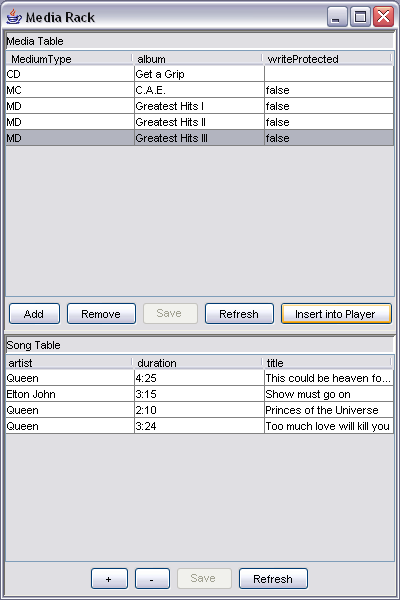 Media Rack
Media Table
MediumType album writeProtected
CD Get a Grip
MC C.A.E. false
MD Greatest Hits I false
MD Greatest Hits II false
MD Greatest Hits III false
Add Remove Save Refresh Insert into Player
Song Table
artist duration title
Queen 4:25 This could be heaven fo...
Elton John 3:15 Show must go on
Queen 2:10 Princes of the Universe
Queen 3:24 Too much love will kill you
+ - Save Refresh